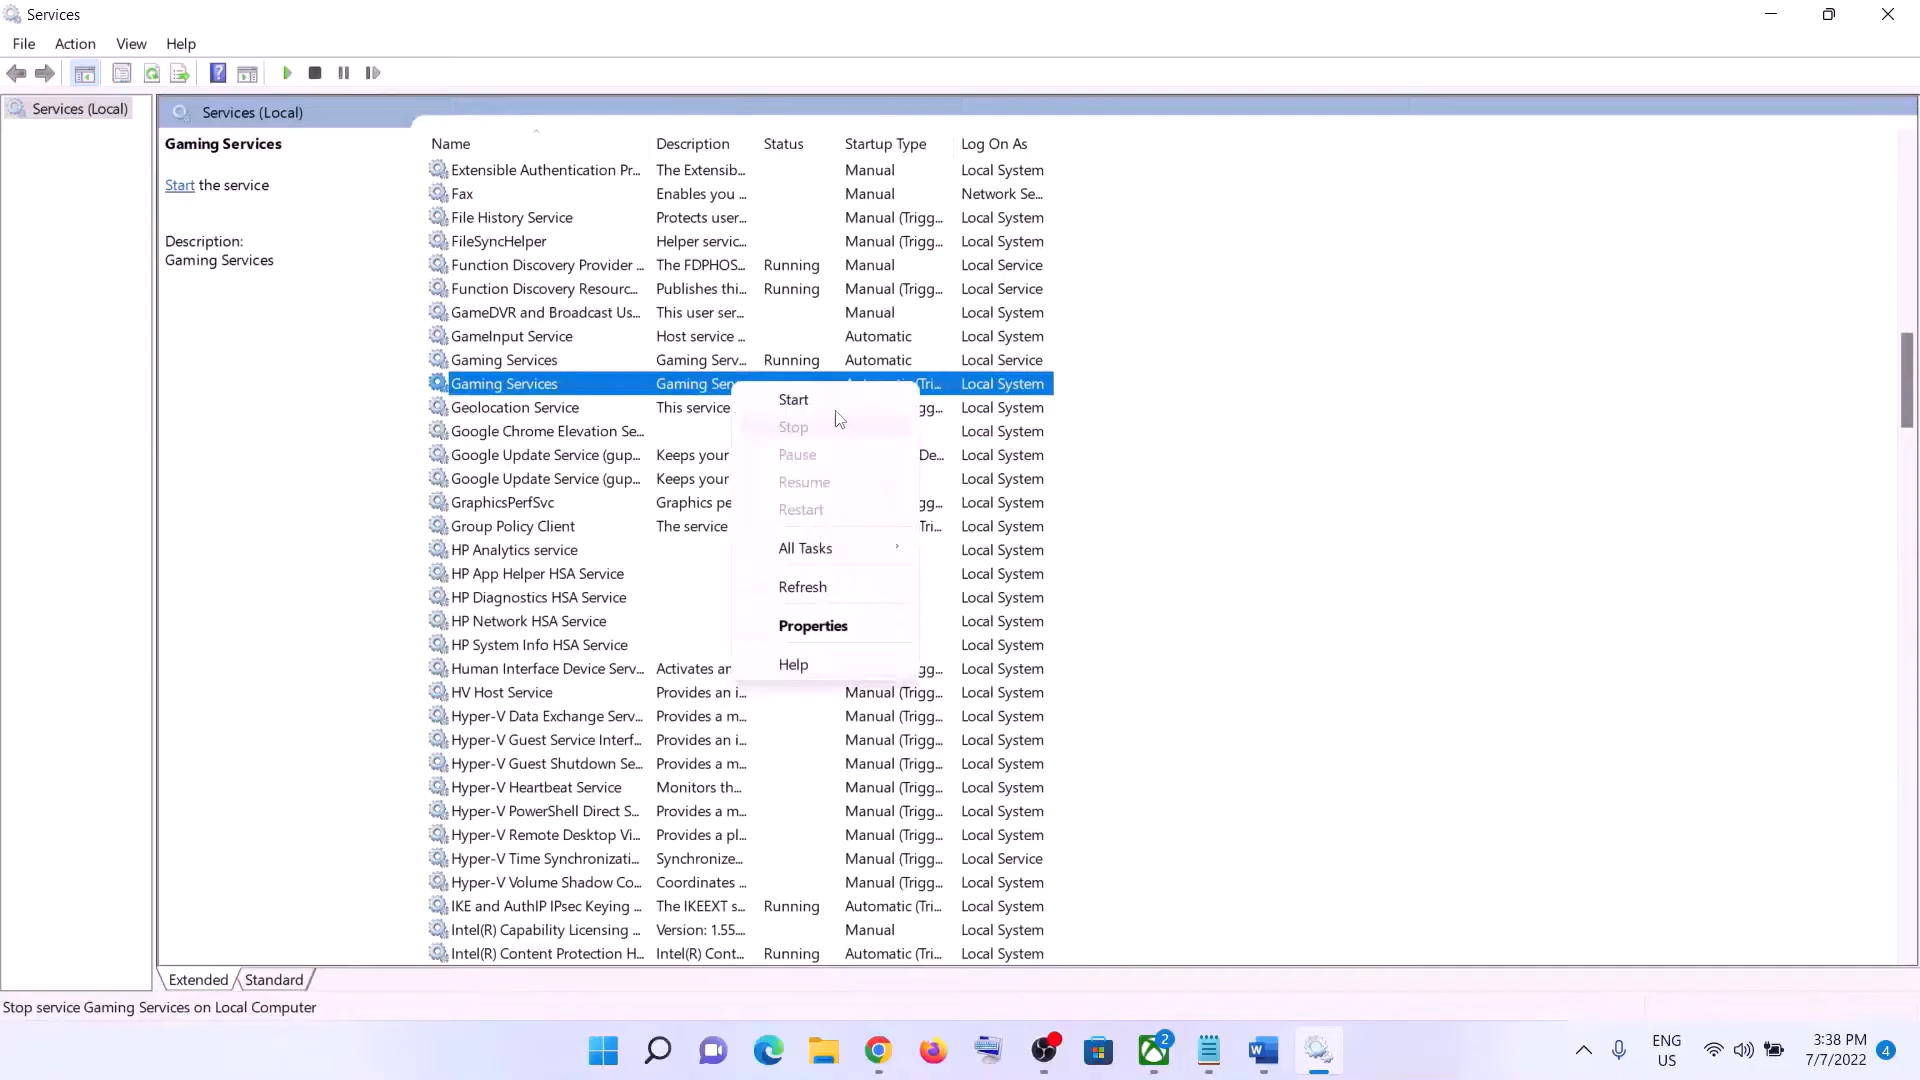 Services
File Action View Help
Services (Local)
Services (Local)
Gaming Services
Start the service
Description:
Gaming Services
Name Description Status Startup Type Log On As
Extensible Authentication Pr... The Extensib... Manual Local System
Fax Enables you ... Manual Network Se...
File History Service Protects user... Manual (Trigg... Local System
FileSyncHelper Helper servic... Manual (Trigg... Local System
Function Discovery Provider ... The FDPHOS... Running Manual Local Service
Function Discovery Resourc... Publishes thi... Running Manual (Trigg... Local Service
GameDVR and Broadcast Us... This user ser... Manual Local System
GameInput Service Host service ... Automatic Local System
Gaming Services Gaming Serv... Running Automatic Local Service
Gaming Services Gaming Ser (Tri... Local System
Geolocation Service This service gg... Local System
Google Chrome Elevation Se... Local System
Google Update Service (gup... Keeps your De... Local System
Google Update Service (gup... Keeps your Local System
GraphicsPerfSvc Graphics pe gg... Local System
Group Policy Client The service Tri... Local System
HP Analytics service Local System
HP App Helper HSA Service Local System
HP Diagnostics HSA Service Local System
HP Network HSA Service Local System
HP System Info HSA Service Local System
Human Interface Device Serv... Activates an gg... Local System
HV Host Service Provides an i... Manual (Trigg... Local System
Hyper-V Data Exchange Serv... Provides a m... Manual (Trigg... Local System
Hyper-V Guest Service Interf... Provides an i... Manual (Trigg... Local System
Hyper-V Guest Shutdown Se... Provides a m... Manual (Trigg... Local System
Hyper-V Heartbeat Service Monitors th... Manual (Trigg... Local System
Hyper-V PowerShell Direct S... Provides a m... Manual (Trigg... Local System
Hyper-V Remote Desktop Vi... Provides a pl... Manual (Trigg... Local System
Hyper-V Time Synchronizati... Synchronize... Manual (Trigg... Local Service
Hyper-V Volume Shadow Co... Coordinates ... Manual (Trigg... Local System
IKE and AuthIP IPsec Keying ... The IKEEXT s... Running Automatic (Tri... Local System
Intel(R) Capability Licensing ... Version: 1.55.... Manual Local System
Intel(R) Content Protection H... Intel(R) Cont... Running Automatic (Tri... Local System
Start
Stop
Pause
Resume
Restart
All Tasks
Refresh
Properties
Help
Extended Standard
Stop service Gaming Services on Local Computer
2
ENG
US
3:38 PM
7/7/2022
4